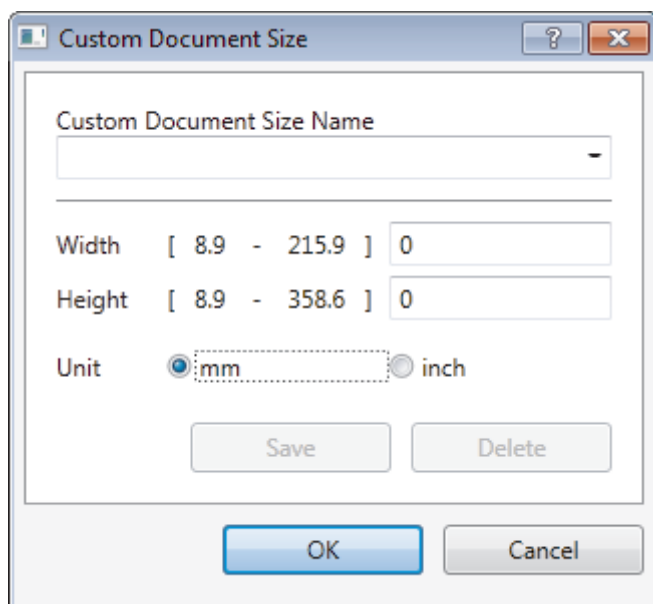 Custom Document Size
Custom Document Size Name
Width [ 8.9 - 215.9 ] 0
Height [ 8.9 - 358.6 ] 0
Unit mm inch
Save Delete
OK Cancel